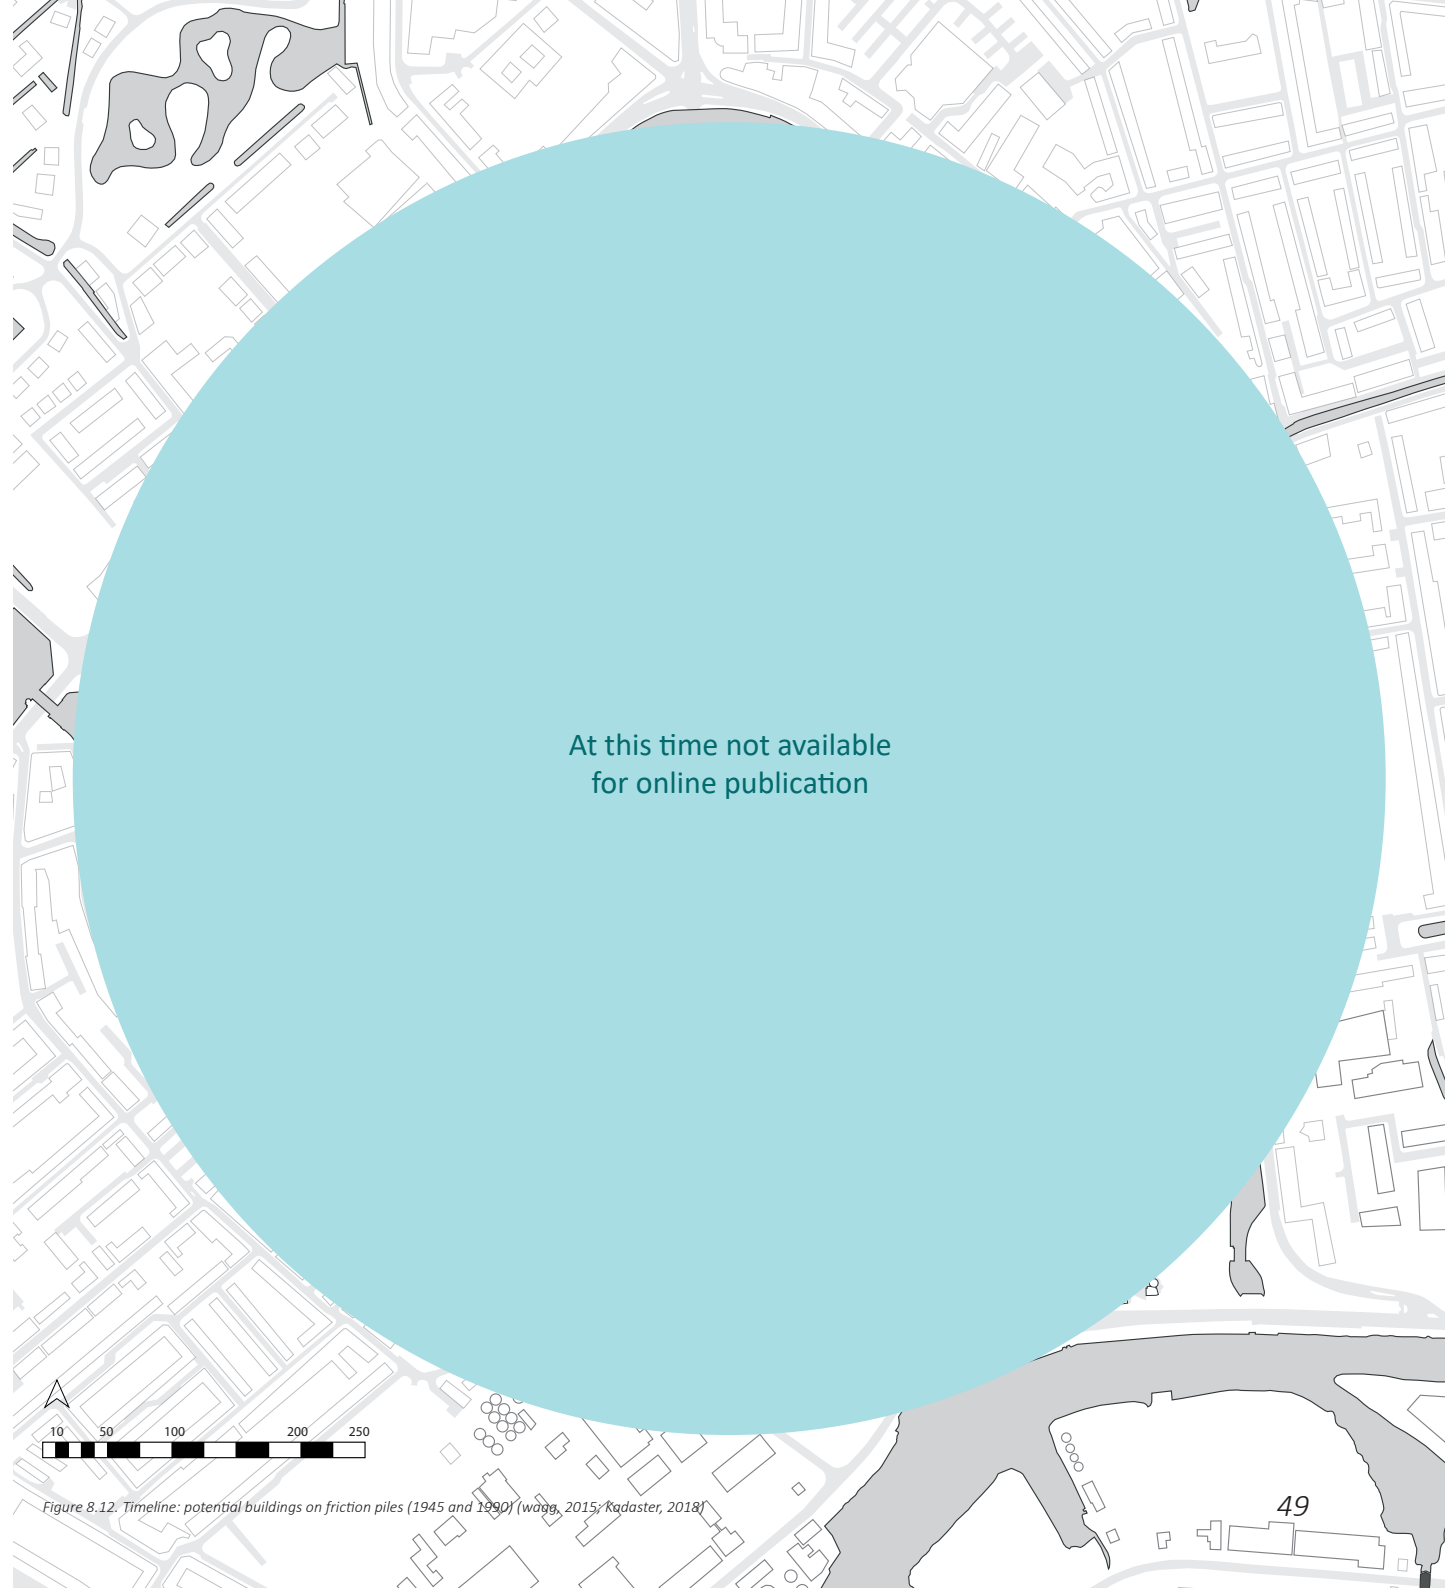 At this time not available
for online publication
10 50 100 200 250
Figure 8.12. Timeline: potential buildings on friction piles (1945 and 1990) (waag, 2015; Kadaster, 2018)
49